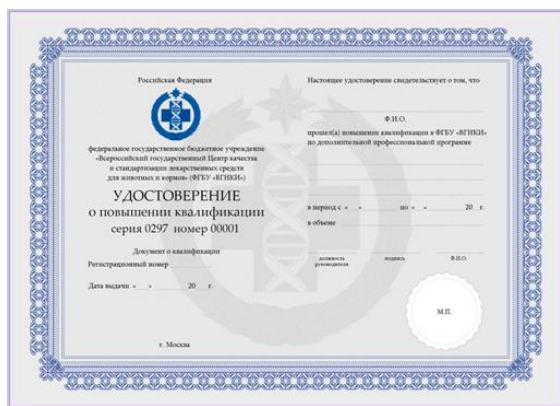 Российская Федерация
федеральное государственное бюджетное учреждение
«Всероссийский государственный Центр качества
и стандартизации лекарственных средств
для животных и кормов» (ФГБУ «ВГНКИ»)
УДОСТОВЕРЕНИЕ
о повышении квалификации
серия 0297 номер 00001
Документ о квалификации
Регистрационный номер
Дата выдачи « » 20 г.
г. Москва
Настоящее удостоверение свидетельствует о том, что
Ф.И.О.
прошел(а) повышение квалификации в ФГБУ «ВГНКИ»
по дополнительной профессиональной программе
в период с « » по « » 20 г.
в объеме
должность руководителя
подпись
Ф.И.О.
М.П.